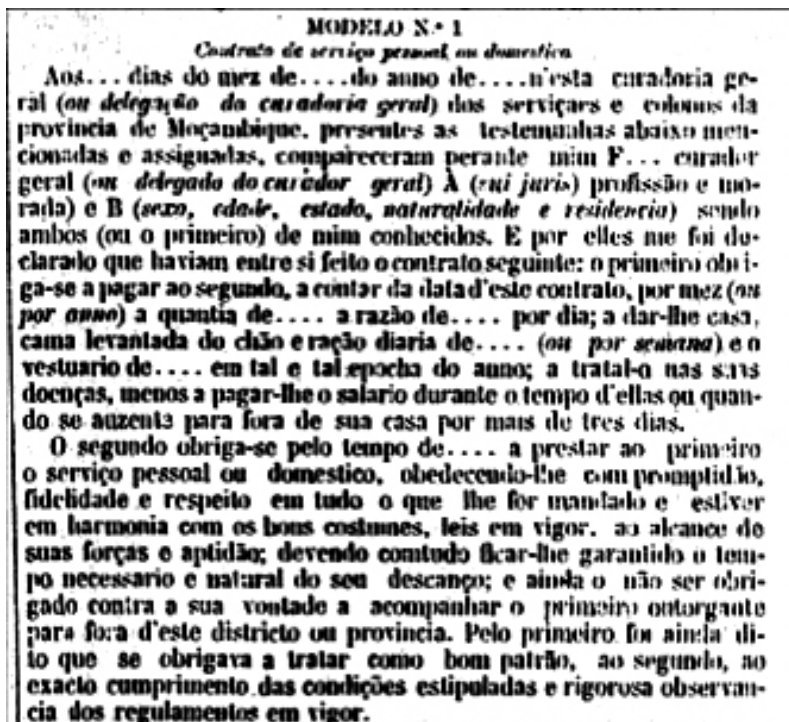 MODELO N.º 1
Contrato de serviço pessoal ou domestico
Aos... dias do mez de....do anno de....n'esta curadoria ge-
ral (ou delegação da curadoria geral) dos serviçaes e colonos da
provincia de Moçambique, presentes as testemunhas abaixo men-
cionadas e assignadas, compareceram perante mim F... curador
geral (ou delegado do curador geral) A (sui juris) profissão e mo-
rada) e B (sexo, edade, estado, naturalidade e residencia) sendo
ambos (ou o primeiro) de mim conhecidos. E por elles me foi de-
clarado que haviam entre si feito o contrato seguinte: o primeiro obri-
ga-se a pagar ao segundo, a contar da data d'este contrato, por mez (ou
por anno) a quantia de.... a razão de.... por dia; a dar-lhe casa,
cama levantada do chão e ração diaria de.... (ou por semana) e o
vestuario de.... em tal e tal epocha do anno; a tratal-o nas suas
doenças, menos a pagar-lhe o salario durante o tempo d'ellas ou quan-
do se auzenta para fora de sua casa por mais de tres dias.
O segundo obriga-se pelo tempo de.... a prestar ao primeiro
o serviço pessoal ou domestico, obedecendo-lhe com promptidão,
fidelidade e respeito em tudo o que lhe for mandado e estiver
em harmonia com os bons costumes, leis em vigor, ao alcance de
suas forças e aptidão; devendo comtudo ficar-lhe garantido o tem-
po necessario e natural do seu descanço; e ainda o não ser obri-
gado contra a sua vontade a acompanhar o primeiro outorgante
para fora d'este districto ou provincia. Pelo primeiro foi ainda di-
to que se obrigava a tratar como bom patrão, ao segundo, ao
exacto cumprimento das condições estipuladas e rigorosa observan-
cia dos regulamentos em vigor.